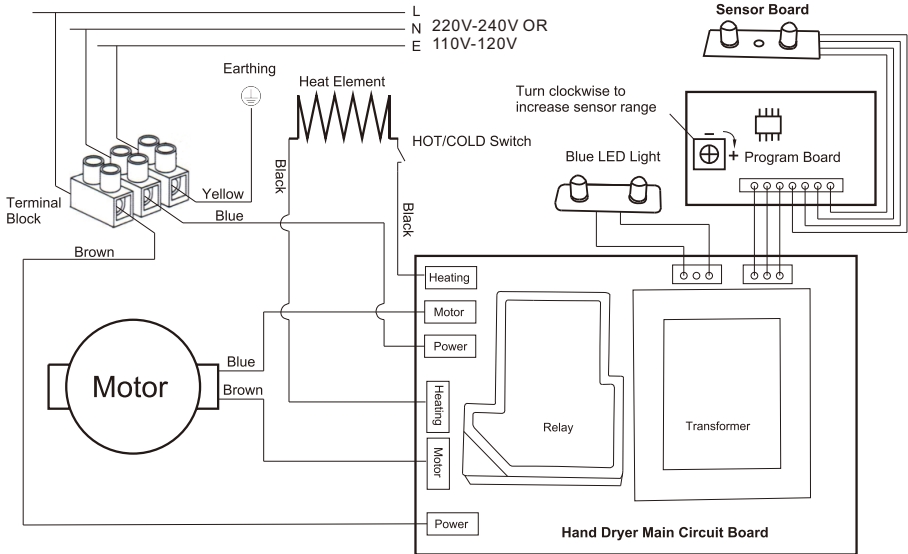 L
N
E
220V-240V OR
110V-120V
Sensor Board
Earthing
Heat Element
Turn clockwise to
increase sensor range
HOT/COLD Switch
Blue LED Light
−
+
Program Board
Black
Yellow
Terminal
Block
Blue
Black
Brown
Heating
Motor
Power
Blue
Brown
Motor
Heating
Motor
Relay
Transformer
Power
Hand Dryer Main Circuit Board